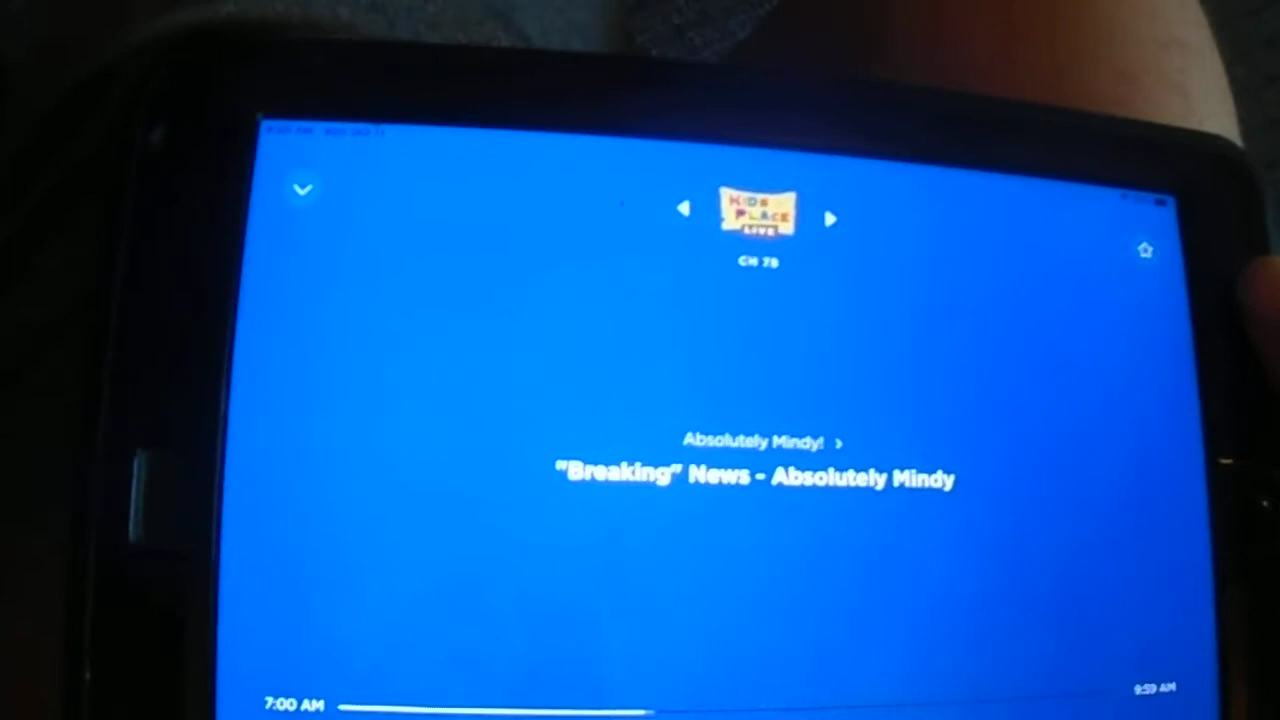 KIDS
PLACE
LIVE
CH 78
Absolutely Mindy!
"Breaking" News - Absolutely Mindy
7:00 AM
9:59 AM